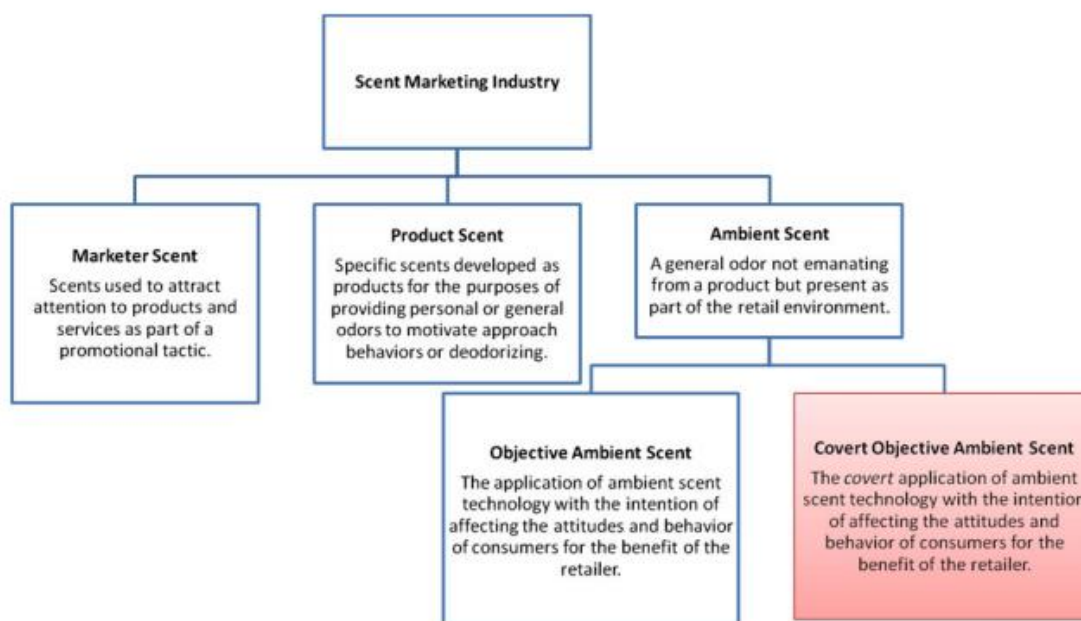 Scent Marketing Industry
Marketer Scent
Scents used to attract
attention to products and
services as part of a
promotional tactic.
Product Scent
Specific scents developed as
products for the purposes of
providing personal or general
odors to motivate approach
behaviors or deodorizing.
Ambient Scent
A general odor not emanating
from a product but present as
part of the retail environment.
Objective Ambient Scent
The application of ambient scent
technology with the intention of
affecting the attitudes and behavior
of consumers for the benefit of the
retailer.
Covert Objective Ambient Scent
The covert application of ambient
scent technology with the intention
of affecting the attitudes and
behavior of consumers for the
benefit of the retailer.